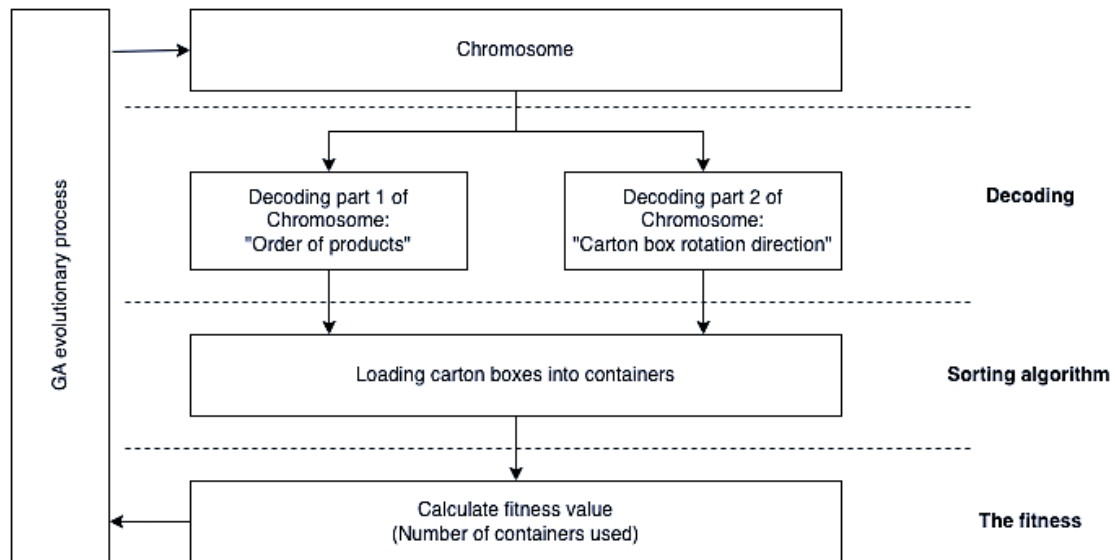 Chromosome
Decoding part 1 of
Chromosome:
"Order of products"
Decoding part 2 of
Chromosome:
"Carton box rotation direction"
Decoding
GA evolutionary process
Loading carton boxes into containers
Sorting algorithm
Calculate fitness value
(Number of containers used)
The fitness